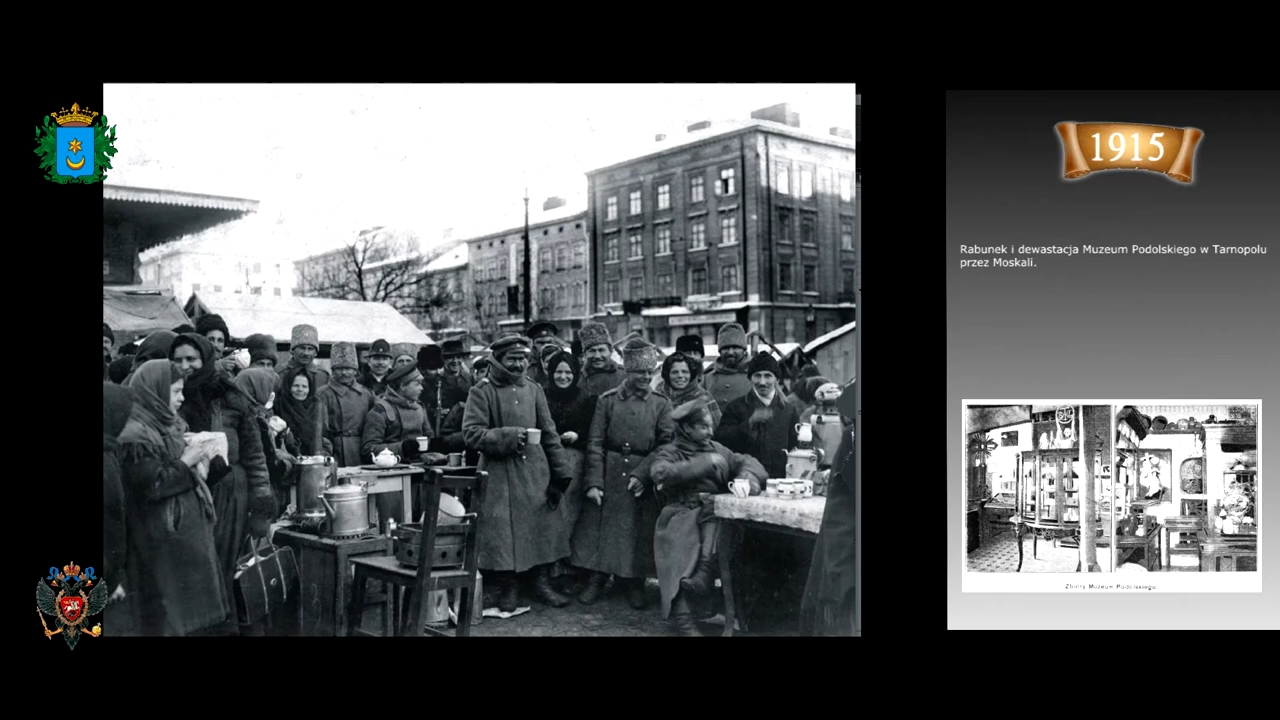 1915
Rabunek i dewastacja Muzeum Podolskiego w Tarnopolu
przez Moskali.
Zbiory Muzeum Podolskiego